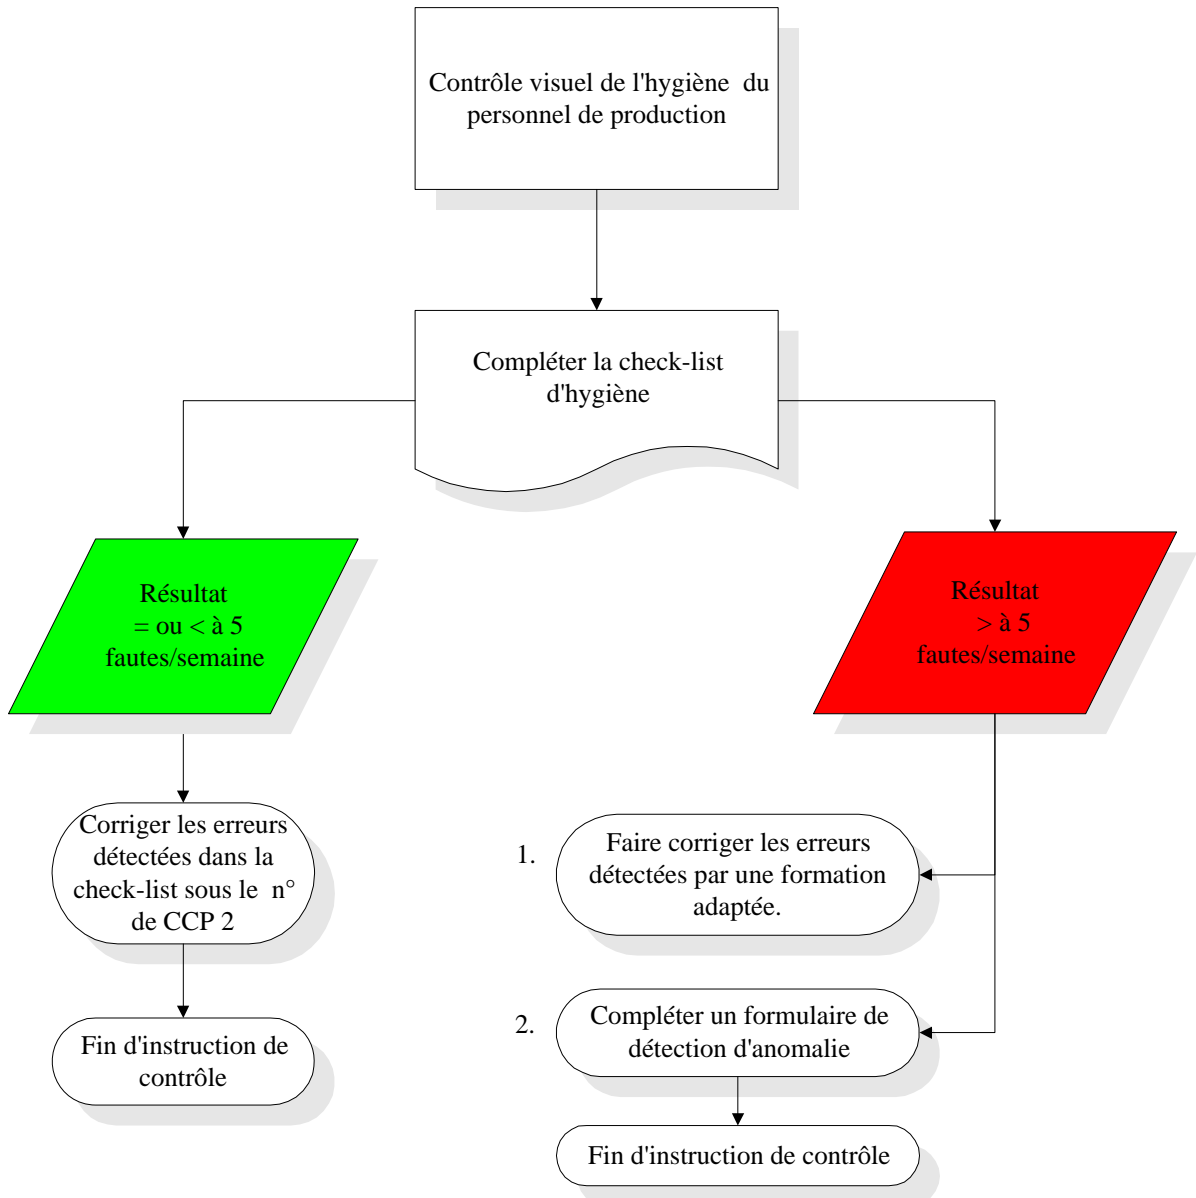 Contrôle visuel de l'hygiène du
personnel de production
Compléter la check-list
d'hygiène
Résultat
= ou < à 5
fautes/semaine
Résultat
> à 5
fautes/semaine
Corriger les erreurs
détectées dans la
check-list sous le n°
de CCP 2
1.
Faire corriger les erreurs
détectées par une formation
adaptée.
Fin d'instruction de
contrôle
2.
Compléter un formulaire de
détection d'anomalie
Fin d'instruction de contrôle